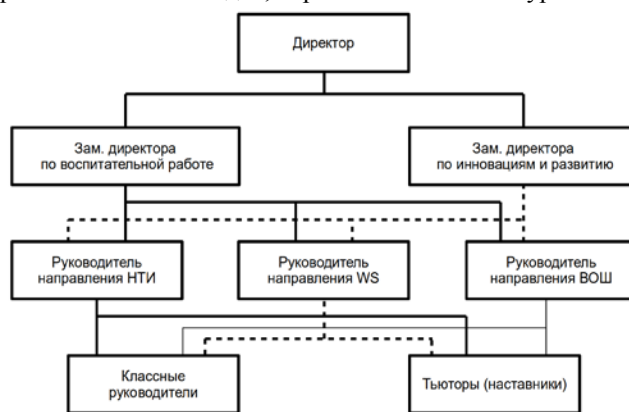 Директор
Зам. директора
по воспитательной работе
Зам. директора
по инновациям и развитию
Руководитель
направления НТИ
Руководитель
направления WS
Руководитель
направления ВОШ
Классные
руководители
Тьюторы (наставники)